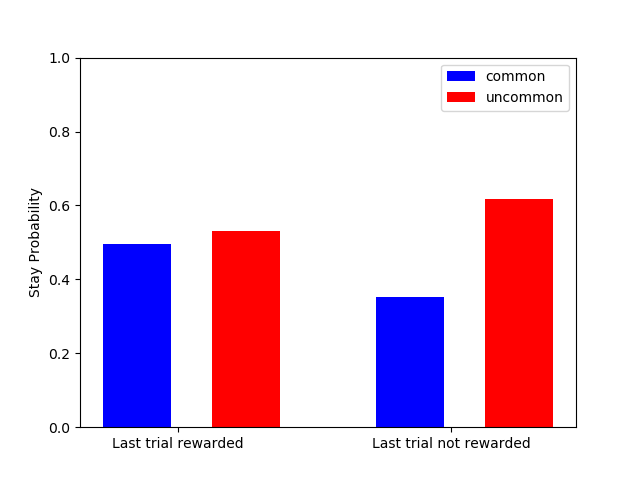 common
uncommon
Stay Probability
1.0
0.8
0.6
0.4
0.2
0.0
Last trial rewarded
Last trial not rewarded